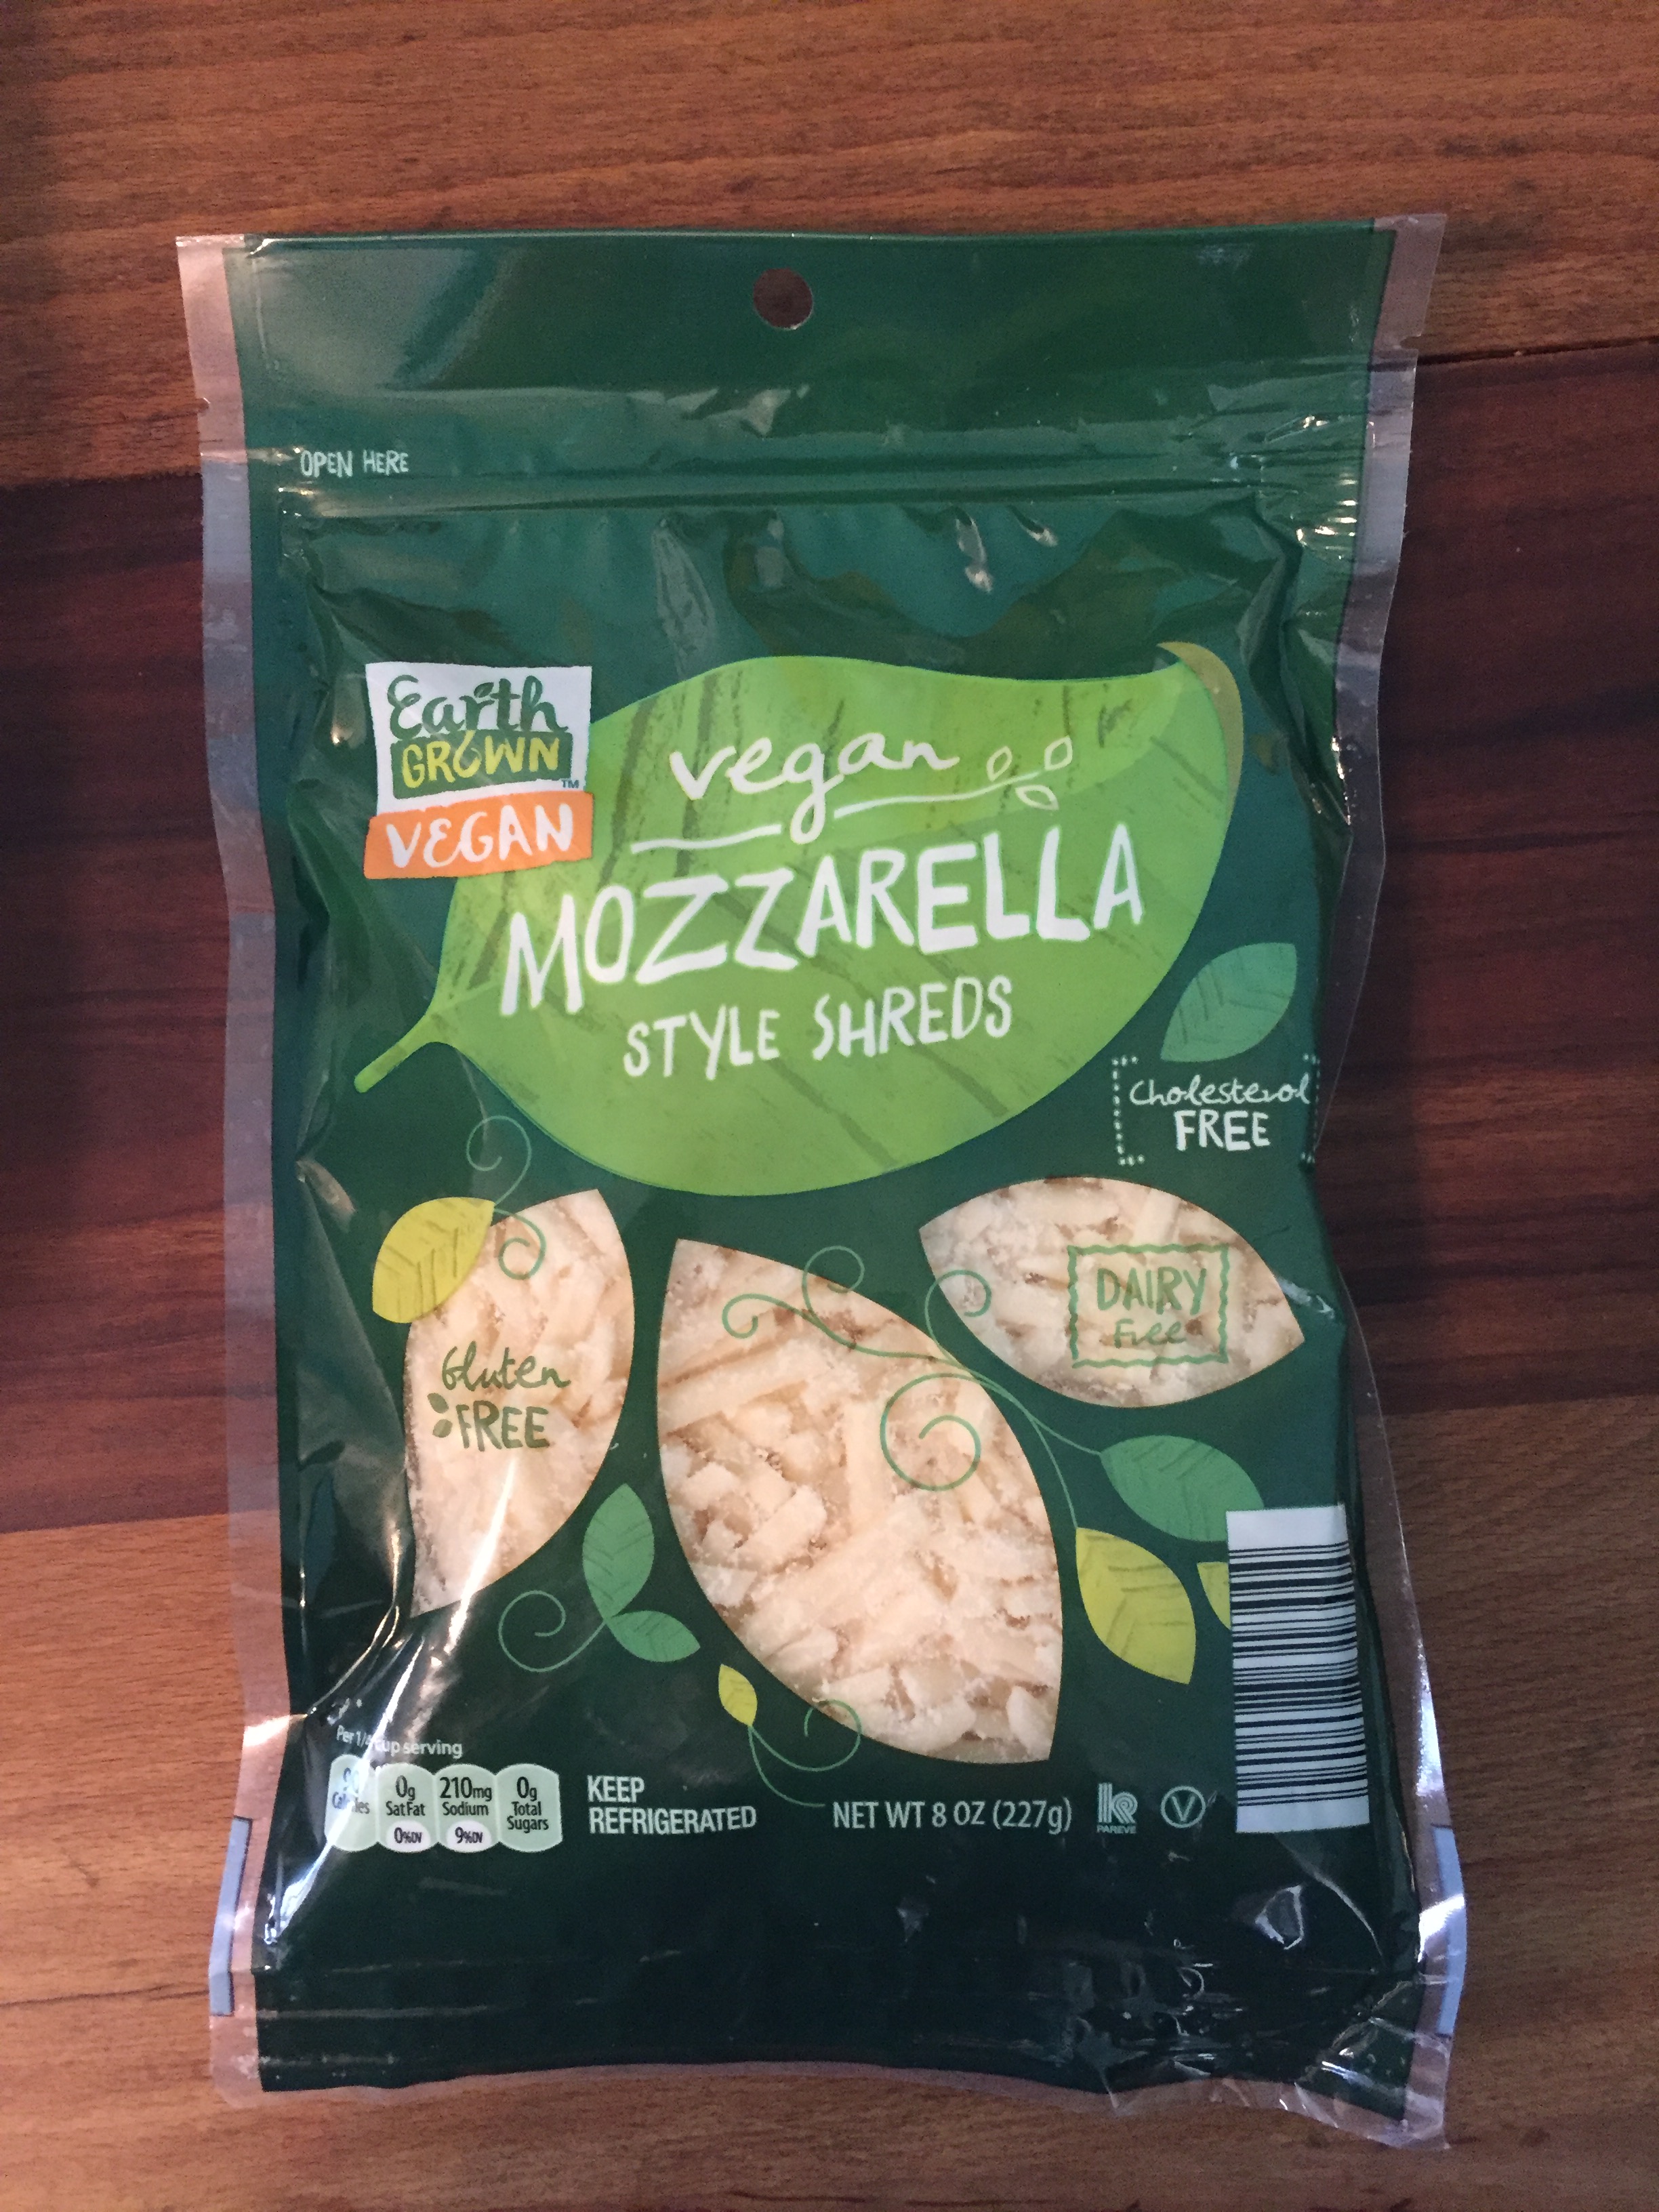 OPEN HERE
Earth
GROWN
TM
VEGAN
vegan
MOZZARELLA
STYLE SHREDS
Cholesterol
FREE
DAIRY
Free
Gluten
FREE
Per 1/4 cup serving
Calories
0g
Sat Fat
0%DV
210mg
Sodium
9%DV
0g
Total
Sugars
KEEP
REFRIGERATED
NET WT 8 OZ (227g)
K
PAREVE
V